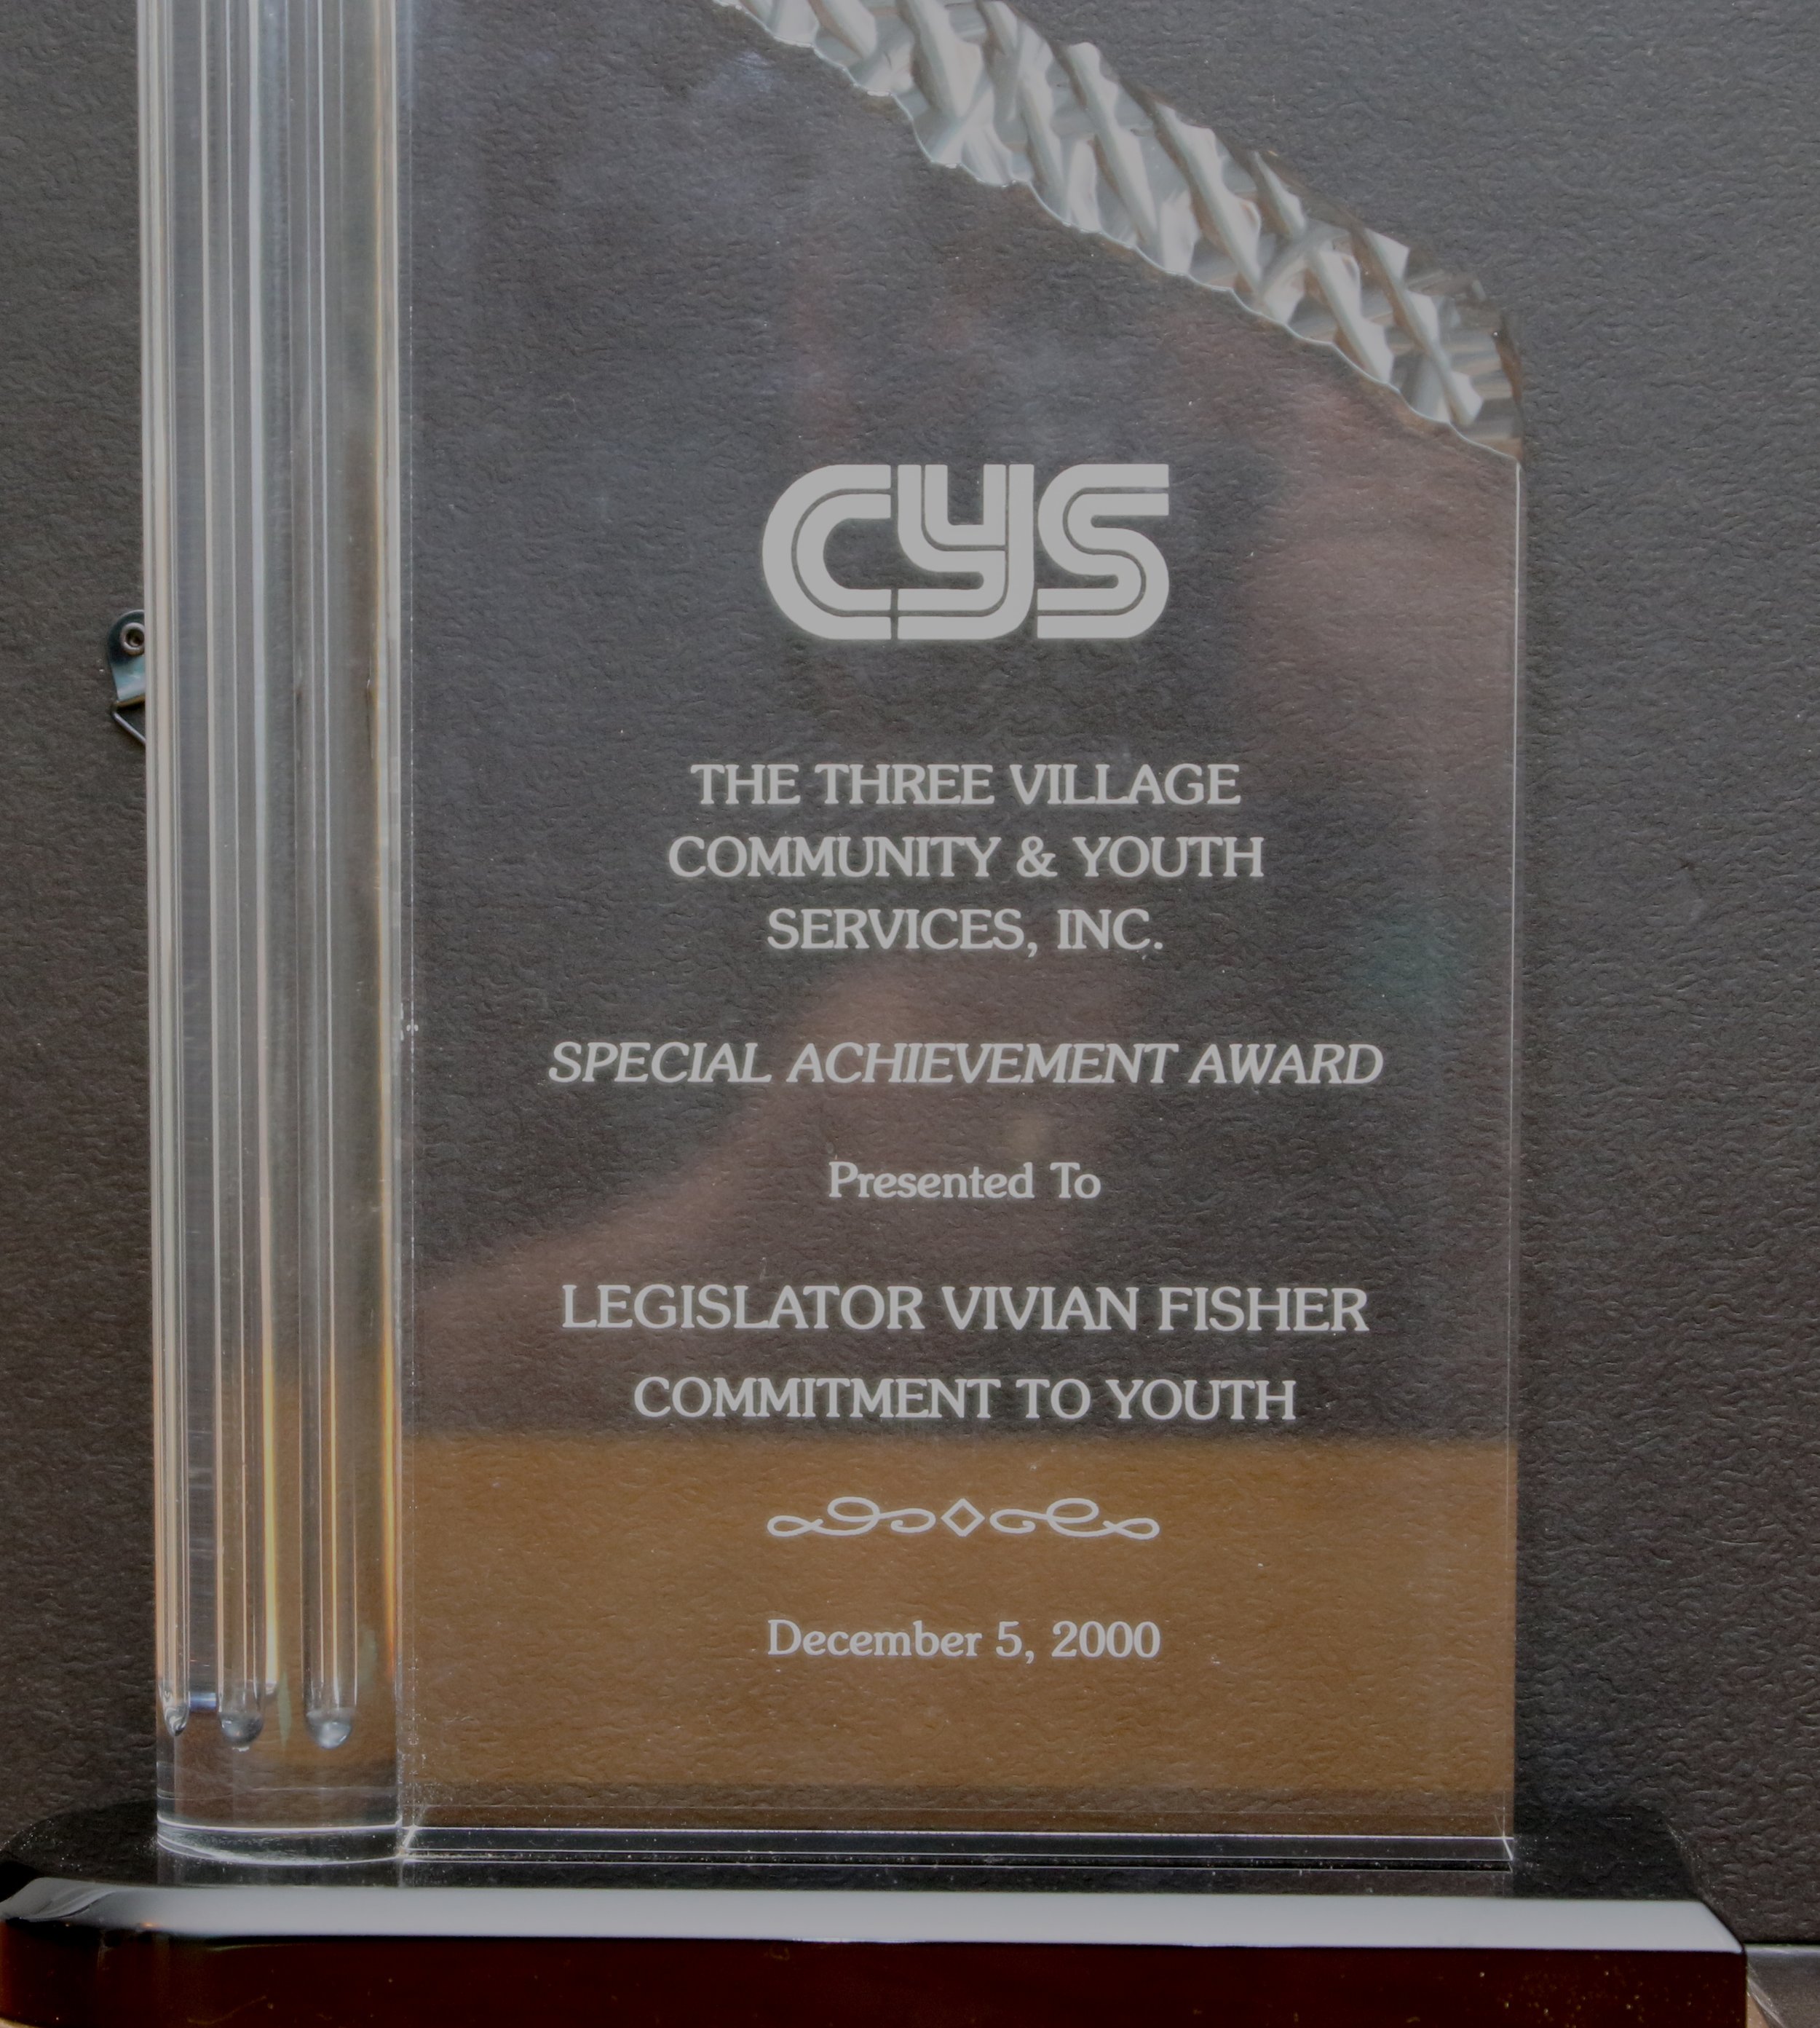 CYS
THE THREE VILLAGE
COMMUNITY & YOUTH
SERVICES, INC.
SPECIAL ACHIEVEMENT AWARD
Presented To
LEGISLATOR VIVIAN FISHER
COMMITMENT TO YOUTH
December 5, 2000